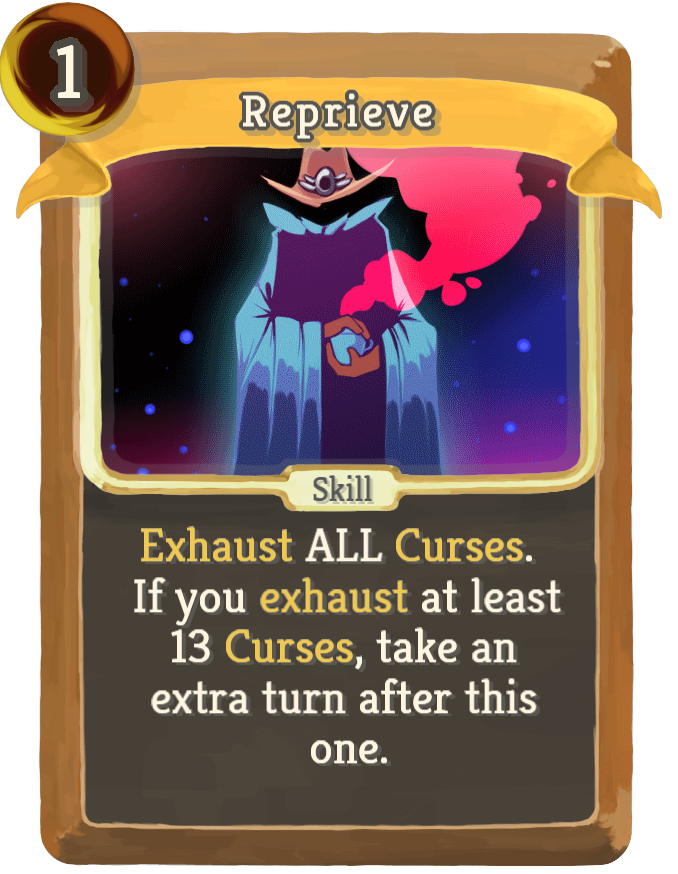 1
Reprieve
Skill
Exhaust ALL Curses.
If you exhaust at least
13 Curses, take an
extra turn after this
one.